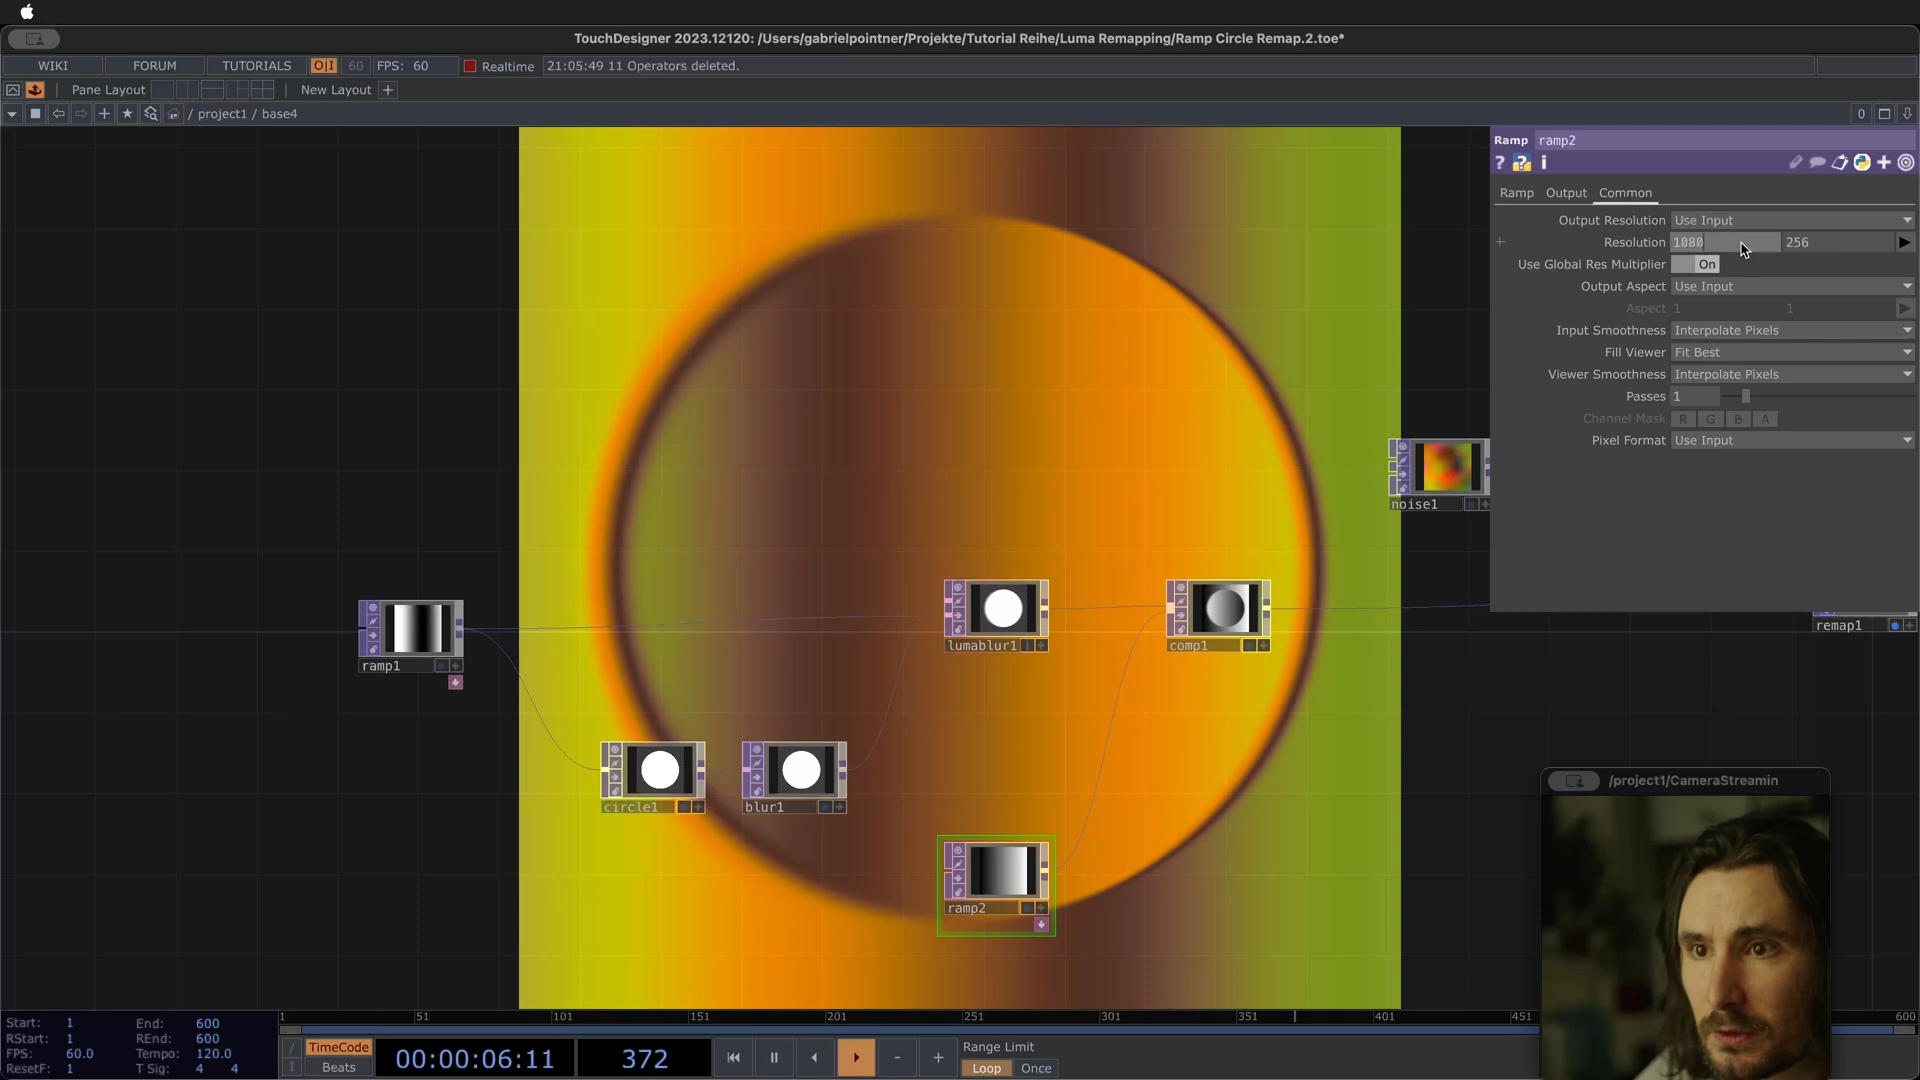 TouchDesigner 2023.12120: /Users/gabrielpointner/Projekte/Tutorial Reihe/Luma Remapping/Ramp Circle Remap.2.toe*
WIKI FORUM TUTORIALS O|I 60 FPS: 60 Realtime 21:05:49 11 Operators deleted.
Pane Layout New Layout +
/ project1 / base4 0
Ramp ramp2
? ? i
Ramp Output Common
Output Resolution Use Input
Resolution 1080 256
Use Global Res Multiplier On
Output Aspect Use Input
Aspect 1 1
Input Smoothness Interpolate Pixels
Fill Viewer Fit Best
Viewer Smoothness Interpolate Pixels
Passes 1
Channel Mask R G B A
Pixel Format Use Input
noise1
remap1
lumablur1
comp1
ramp1
circle1
blur1
ramp2
/project1/CameraStreamin
1 51 101 151 201 251 301 351 401 451 600
Start: 1 End: 600
RStart: 1 REnd: 600
FPS: 60.0 Tempo: 120.0
ResetF: 1 T Sig: 4 4
TimeCode
Beats
00:00:06:11
372
- +
Range Limit
Loop Once